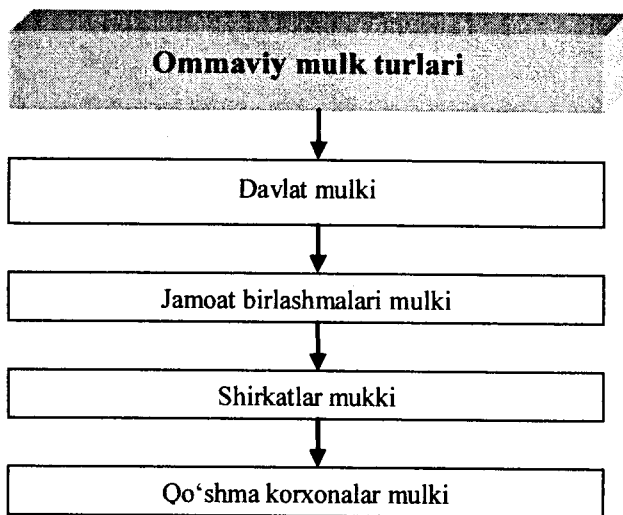 Ommaviy mulk turlari
Davlat mulki
Jamoat birlashmalari mulki
Shirkatlar mukki
Qo‘shma korxonalar mulki